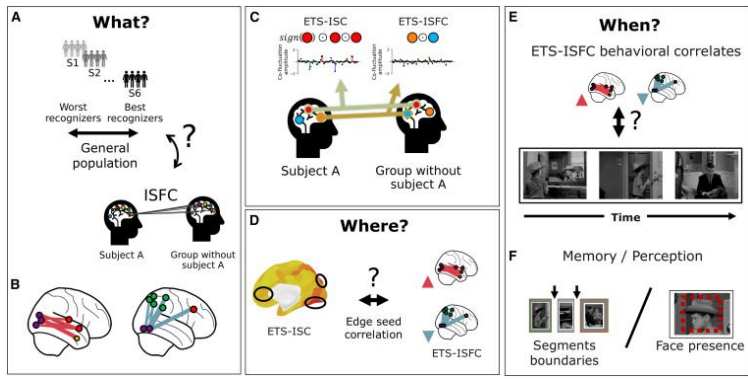 A
What?
S1
S2
...
S6
Worst
recognizers
Best
recognizers
General
population
?
ISFC
Subject A
Group without
subject A
B
C
ETS-ISC
ETS-ISFC
sign
Co-fluctuation
amplitude
Co-fluctuation
amplitude
Subject A
Group without
subject A
D
Where?
?
ETS-ISC
Edge seed
correlation
ETS-ISFC
E
When?
ETS-ISFC behavioral correlates
?
Time
F
Memory / Perception
Segments
boundaries
Face presence